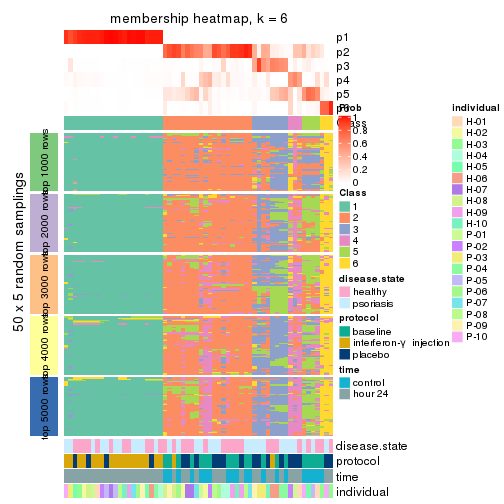 membership heatmap, k = 6
p1
p2
p3
p4
p5
p6
Prob
1
0.8
0.6
0.4
0.2
0
Class
50 x 5 random samplings
top 1000 rows
top 2000 rows
top 3000 rows
top 4000 rows
top 5000 rows
Class
1
2
3
4
5
6
disease.state
healthy
psoriasis
protocol
baseline
interferon-γ injection
placebo
time
control
hour 24
disease.state
protocol
time
individual
individual
H-01
H-02
H-03
H-04
H-05
H-06
H-07
H-08
H-09
H-10
P-01
P-02
P-03
P-04
P-05
P-06
P-07
P-08
P-09
P-10